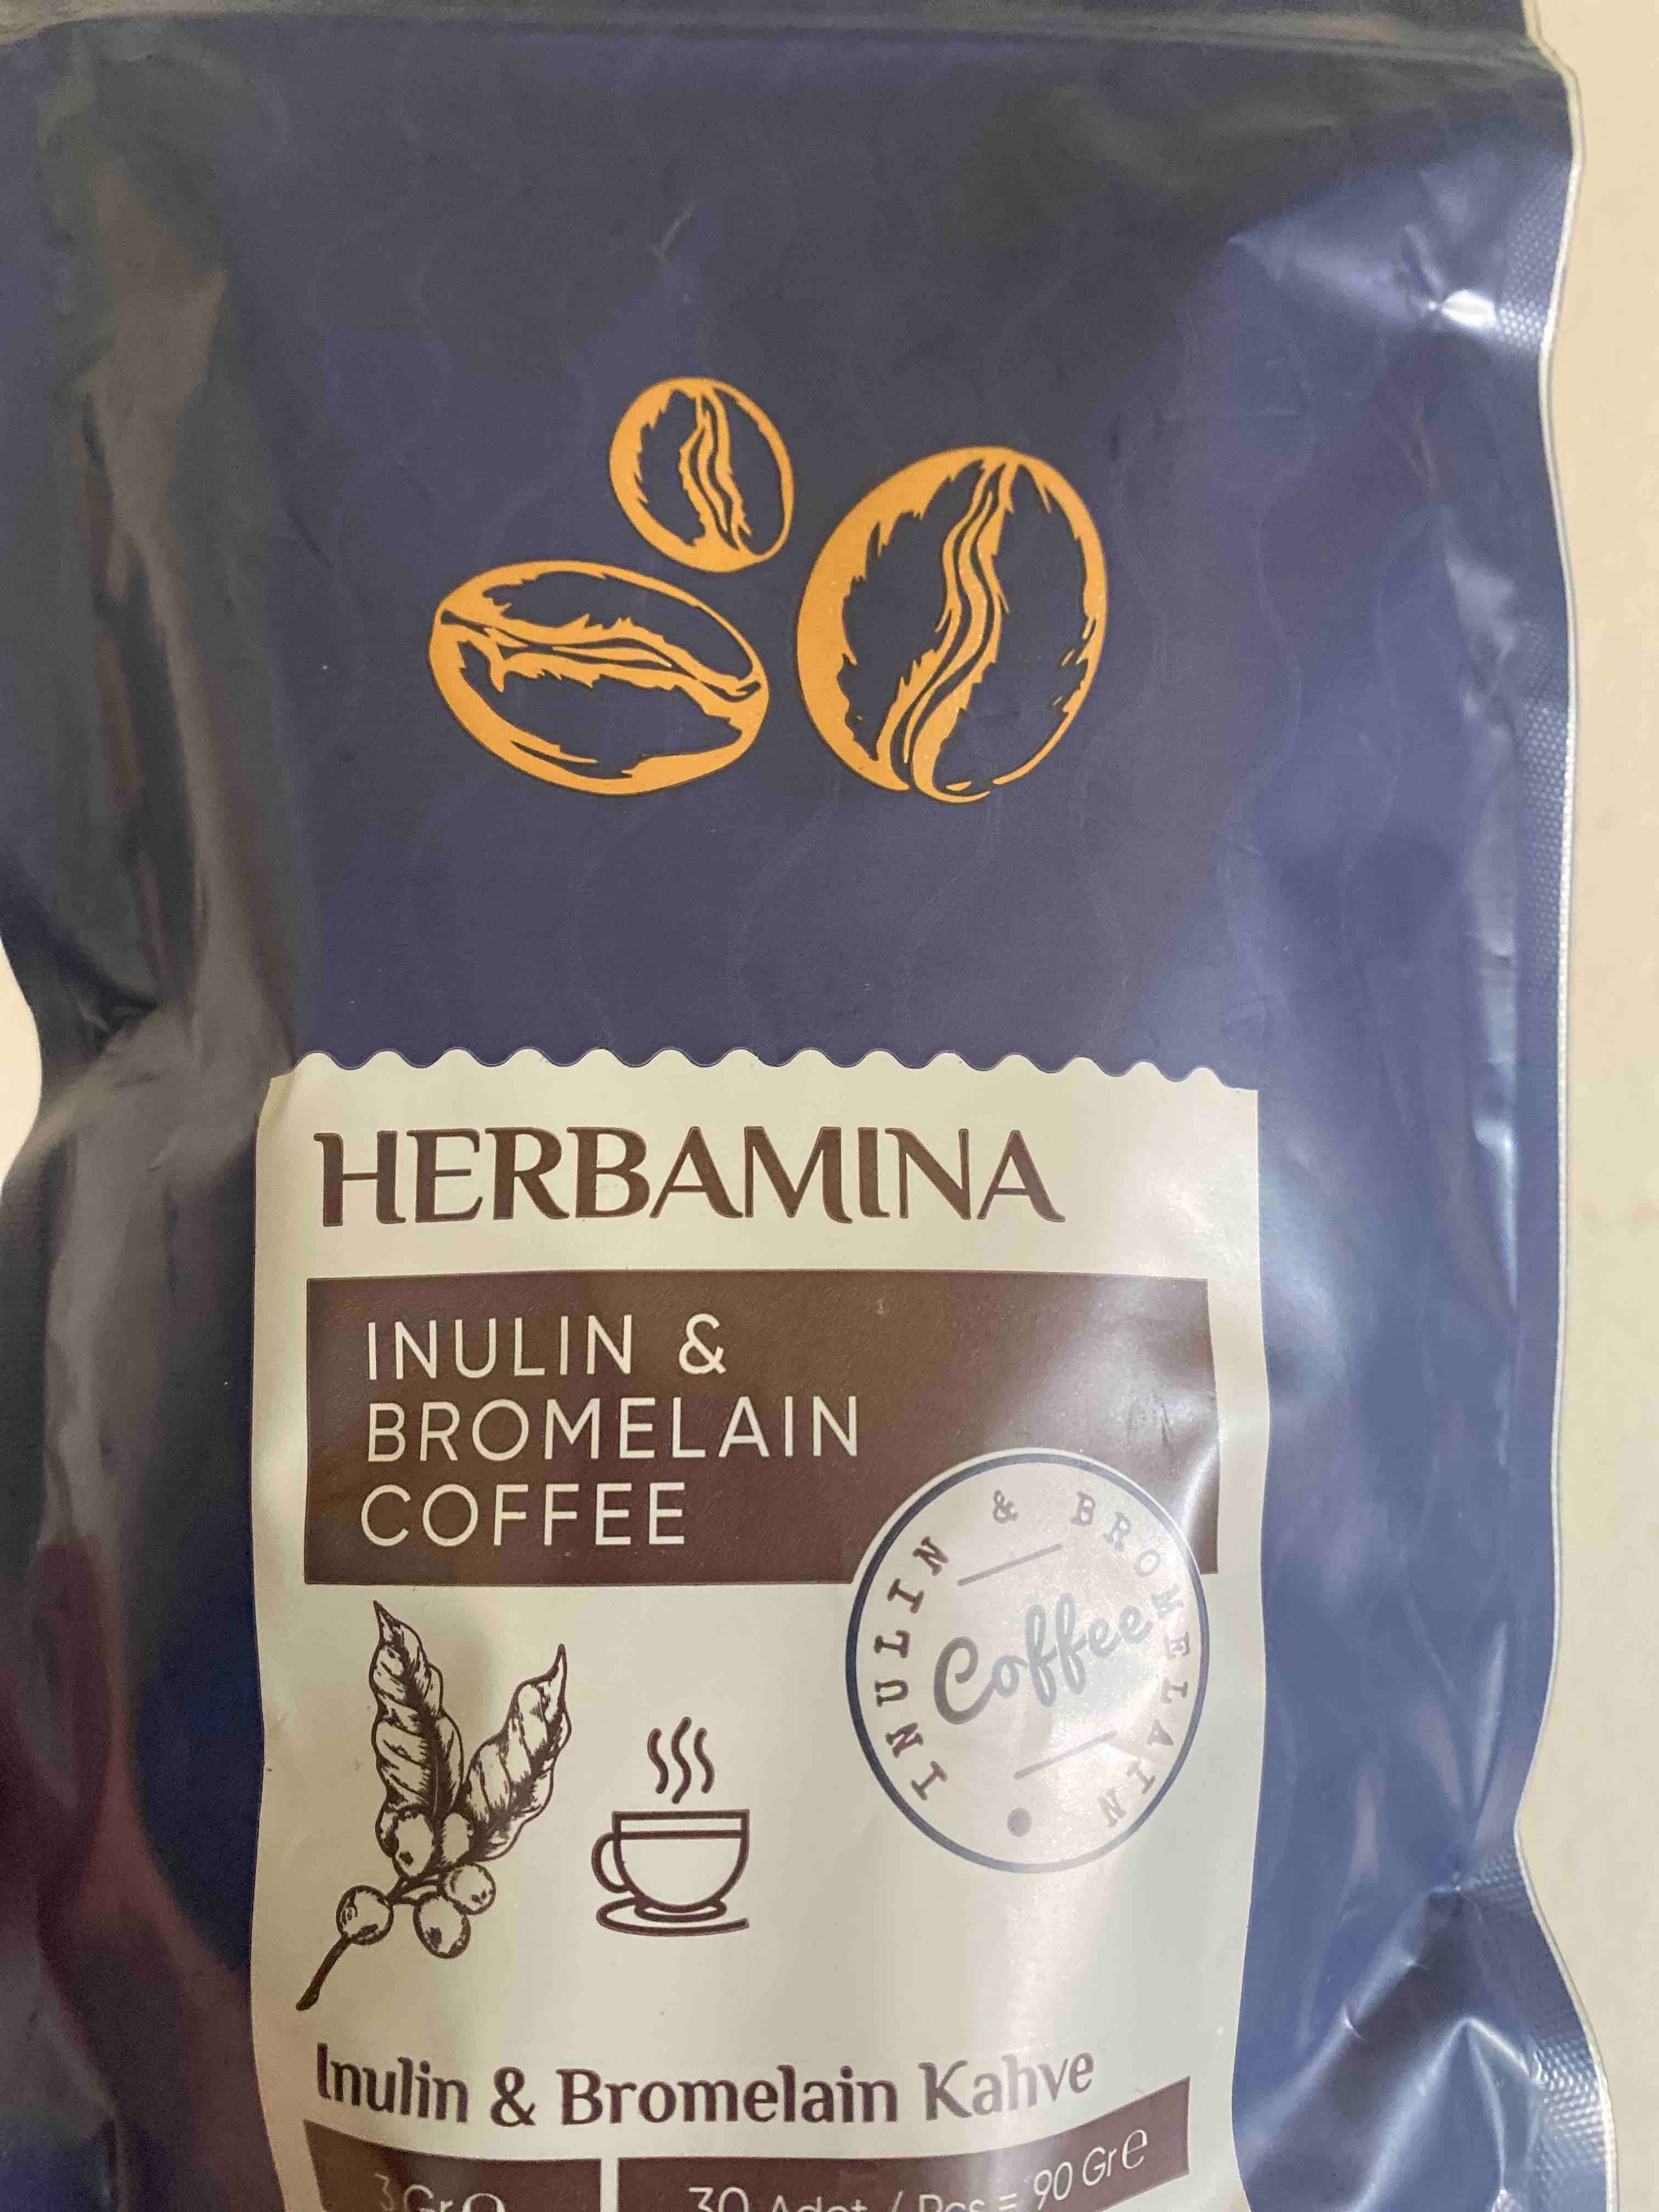 HERBAMINA
INULIN &
BROMELAIN
COFFEE
INULIN & BROMELAIN
Coffee
Inulin & Bromelain Kahve
3 Gr ℮
30 Adet / Pcs = 90 Gr ℮